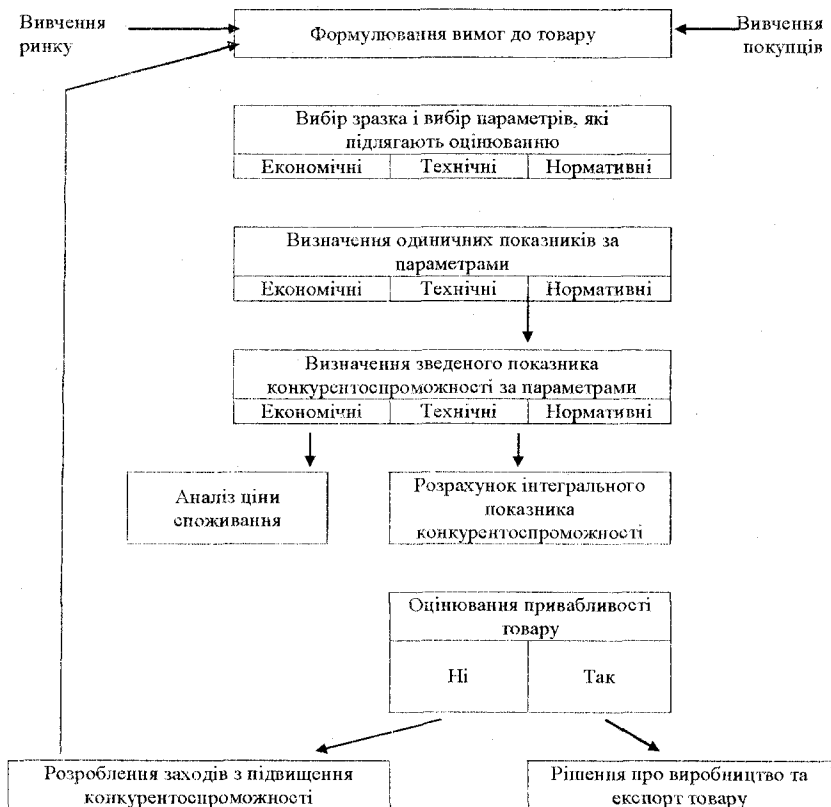 Вивчення
ринку
Формулювання вимог до товару
Вивчення
покупців
Вибір зразка і вибір параметрів, які
підлягають оцінюванню
Економічні Технічні Нормативні
Визначення одиничних показників за
параметрами
Економічні Технічні Нормативні
Визначення зведеного показника
конкурентоспроможності за параметрами
Економічні Технічні Нормативні
Аналіз ціни
споживання
Розрахунок інтегрального
показника
конкурентоспроможності
Оцінювання привабливості
товару
Ні Так
Розроблення заходів з підвищення
конкурентоспроможності
Рішення про виробництво та
експорт товару